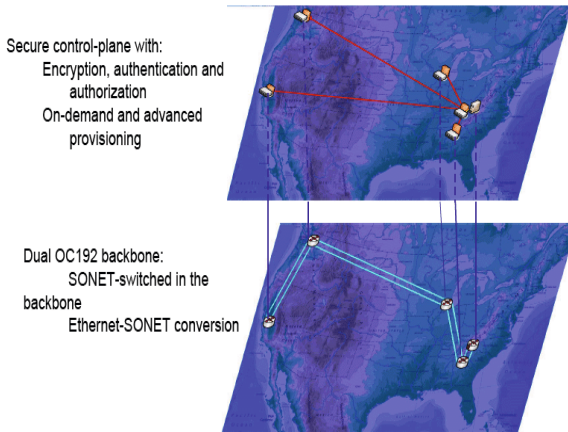 Secure control-plane with:
Encryption, authentication and
authorization
On-demand and advanced
provisioning
Dual OC192 backbone:
SONET-switched in the
backbone
Ethernet-SONET conversion